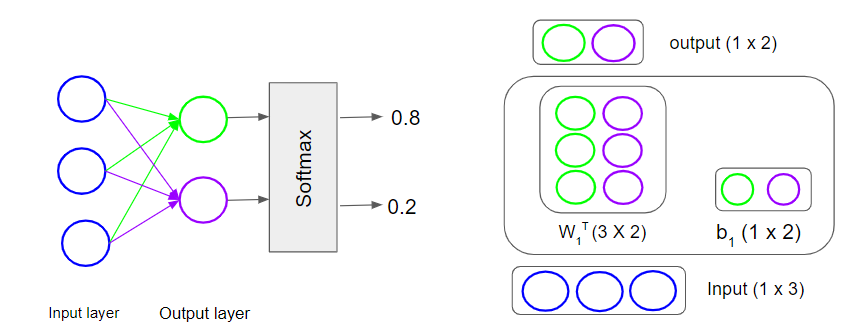 Softmax
0.8
0.2
Input layer
Output layer
output (1 x 2)
W₁ᵀ (3 X 2)
b₁ (1 x 2)
Input (1 x 3)